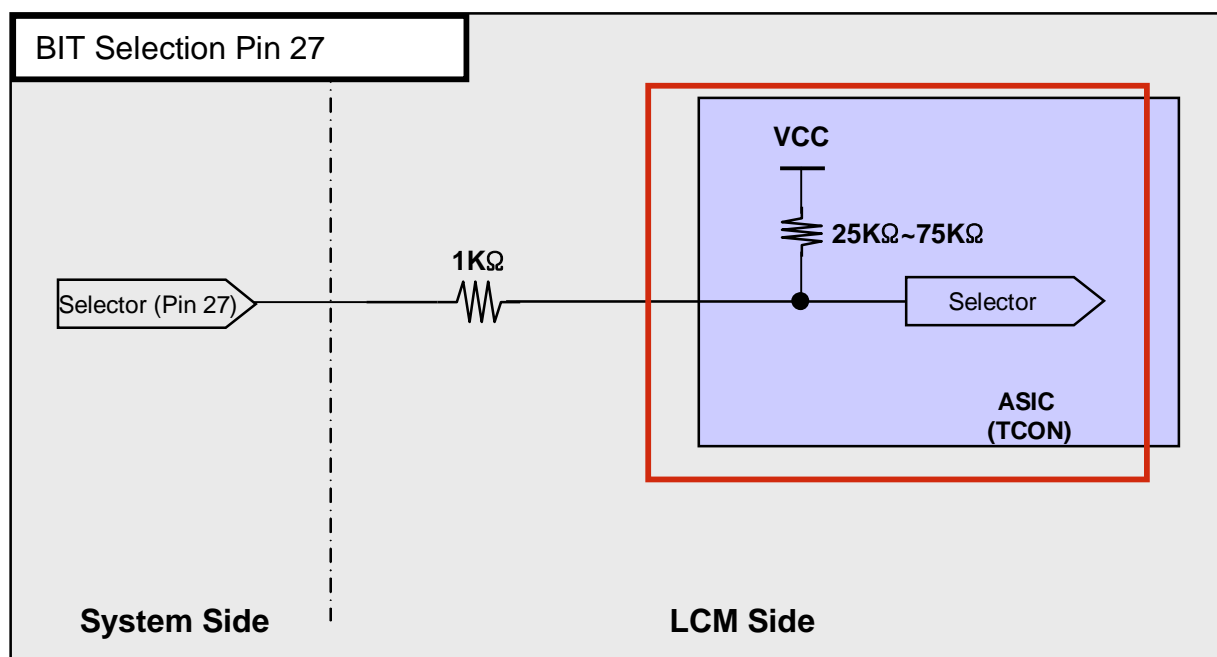 BIT Selection Pin 27
VCC
25KΩ~75KΩ
1KΩ
Selector (Pin 27)
Selector
ASIC
(TCON)
System Side
LCM Side